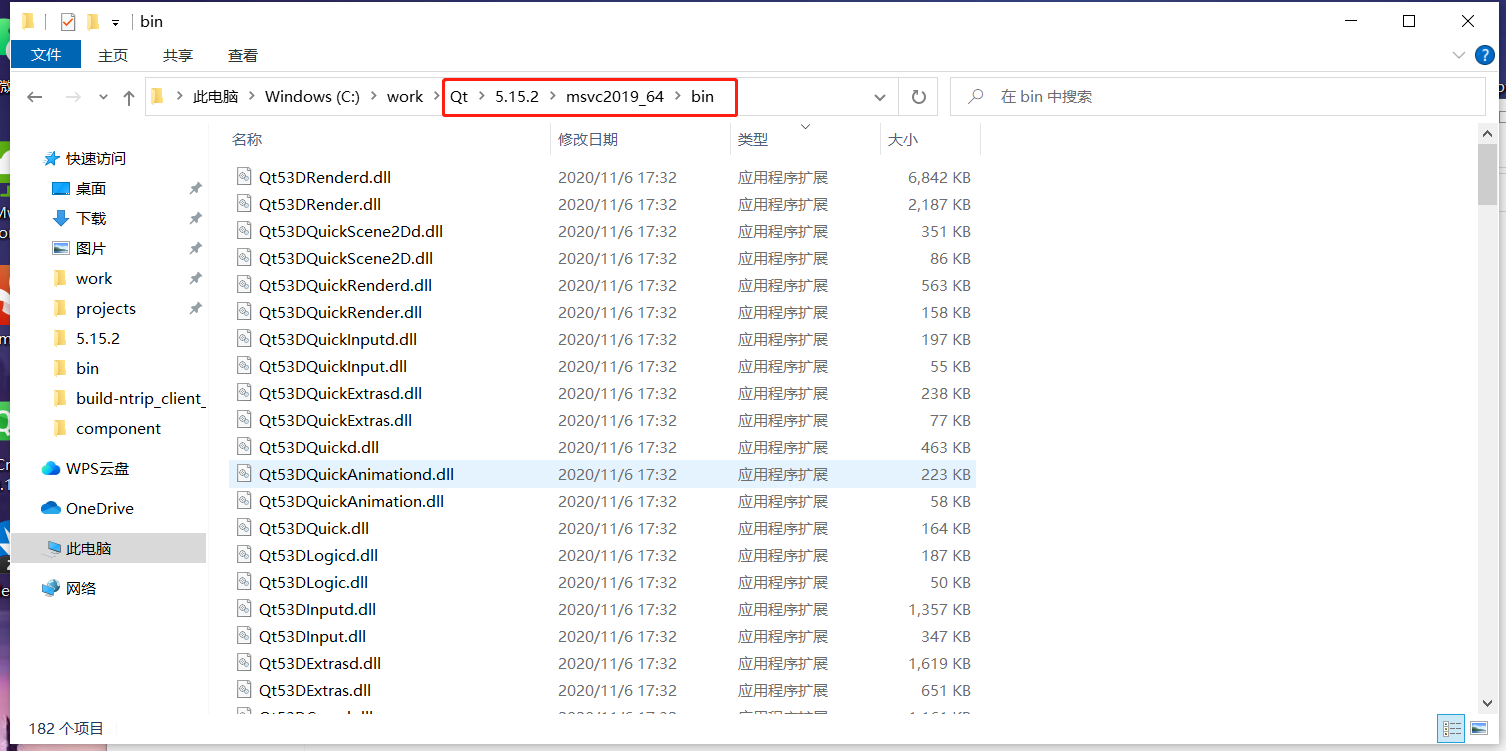 bin
文件 主页 共享 查看
此电脑 Windows (C:) work Qt 5.15.2 msvc2019_64 bin 在 bin 中搜索
名称 修改日期 类型 大小
快速访问
桌面
下载
图片
work
projects
5.15.2
bin
build-ntrip_client_
component
WPS云盘
OneDrive
此电脑
网络
Qt53DRenderd.dll 2020/11/6 17:32 应用程序扩展 6,842 KB
Qt53DRender.dll 2020/11/6 17:32 应用程序扩展 2,187 KB
Qt53DQuickScene2Dd.dll 2020/11/6 17:32 应用程序扩展 351 KB
Qt53DQuickScene2D.dll 2020/11/6 17:32 应用程序扩展 86 KB
Qt53DQuickRenderd.dll 2020/11/6 17:32 应用程序扩展 563 KB
Qt53DQuickRender.dll 2020/11/6 17:32 应用程序扩展 158 KB
Qt53DQuickInputd.dll 2020/11/6 17:32 应用程序扩展 197 KB
Qt53DQuickInput.dll 2020/11/6 17:32 应用程序扩展 55 KB
Qt53DQuickExtrasd.dll 2020/11/6 17:32 应用程序扩展 238 KB
Qt53DQuickExtras.dll 2020/11/6 17:32 应用程序扩展 77 KB
Qt53DQuickd.dll 2020/11/6 17:32 应用程序扩展 463 KB
Qt53DQuickAnimationd.dll 2020/11/6 17:32 应用程序扩展 223 KB
Qt53DQuickAnimation.dll 2020/11/6 17:32 应用程序扩展 58 KB
Qt53DQuick.dll 2020/11/6 17:32 应用程序扩展 164 KB
Qt53DLogicd.dll 2020/11/6 17:32 应用程序扩展 187 KB
Qt53DLogic.dll 2020/11/6 17:32 应用程序扩展 50 KB
Qt53DInputd.dll 2020/11/6 17:32 应用程序扩展 1,357 KB
Qt53DInput.dll 2020/11/6 17:32 应用程序扩展 347 KB
Qt53DExtrasd.dll 2020/11/6 17:32 应用程序扩展 1,619 KB
Qt53DExtras.dll 2020/11/6 17:32 应用程序扩展 651 KB
182 个项目